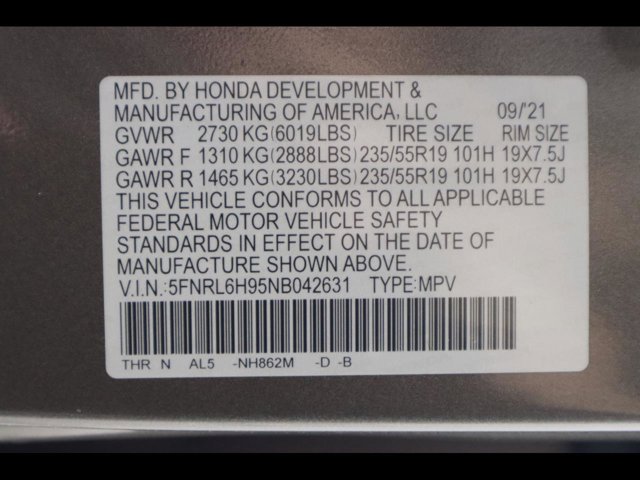 MFD. BY HONDA DEVELOPMENT &
MANUFACTURING OF AMERICA, LLC 09/'21
GVWR 2730 KG(6019LBS) TIRE SIZE RIM SIZE
GAWR F 1310 KG(2888LBS) 235/55R19 101H 19X7.5J
GAWR R 1465 KG(3230LBS) 235/55R19 101H 19X7.5J
THIS VEHICLE CONFORMS TO ALL APPLICABLE
FEDERAL MOTOR VEHICLE SAFETY
STANDARDS IN EFFECT ON THE DATE OF
MANUFACTURE SHOWN ABOVE.
V.I.N.:5FNRL6H95NB042631 TYPE:MPV
THR N AL5 -NH862M -D -B